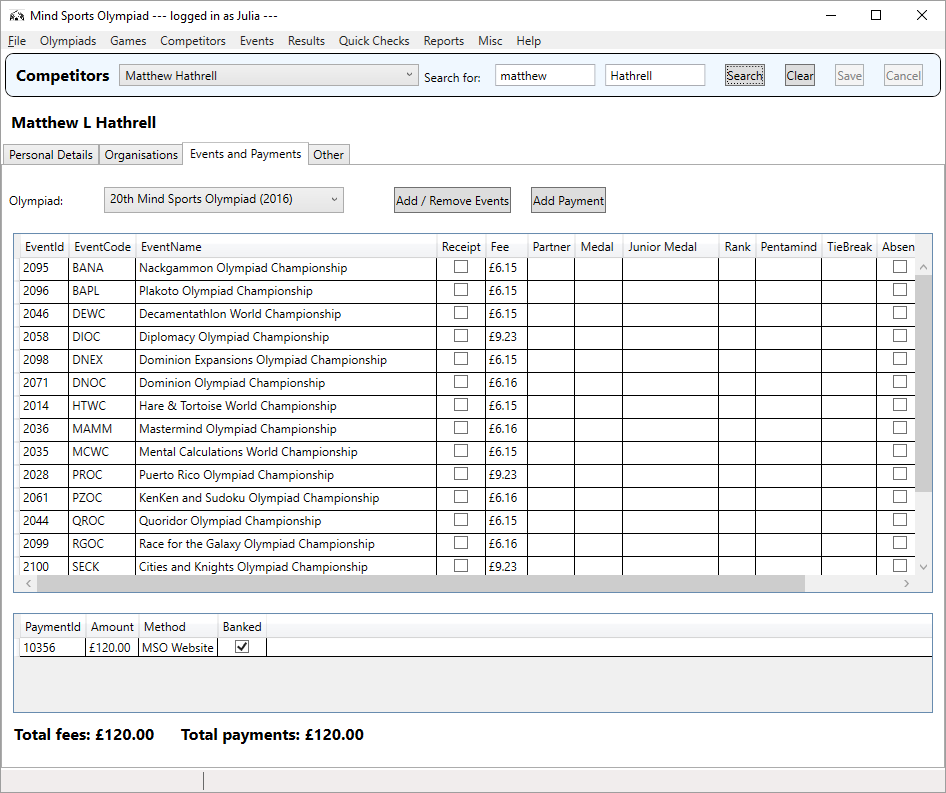 Mind Sports Olympiad --- logged in as Julia ---
File Olympiads Games Competitors Events Results Quick Checks Reports Misc Help
Competitors Matthew Hathrell Search for: matthew Hathrell Search Clear Save Cancel
Matthew L Hathrell
Personal Details Organisations Events and Payments Other
Olympiad: 20th Mind Sports Olympiad (2016) Add / Remove Events Add Payment
EventId EventCode EventName Receipt Fee Partner Medal Junior Medal Rank Pentamind TieBreak Absen
2095 BANA Nackgammon Olympiad Championship £6.15
2096 BAPL Plakoto Olympiad Championship £6.15
2046 DEWC Decamentathlon World Championship £6.15
2058 DIOC Diplomacy Olympiad Championship £9.23
2098 DNEX Dominion Expansions Olympiad Championship £6.15
2071 DNOC Dominion Olympiad Championship £6.16
2014 HTWC Hare & Tortoise World Championship £6.15
2036 MAMM Mastermind Olympiad Championship £6.16
2035 MCWC Mental Calculations World Championship £6.15
2028 PROC Puerto Rico Olympiad Championship £9.23
2061 PZOC KenKen and Sudoku Olympiad Championship £6.16
2044 QROC Quoridor Olympiad Championship £6.15
2099 RGOC Race for the Galaxy Olympiad Championship £6.16
2100 SECK Cities and Knights Olympiad Championship £9.23
PaymentId Amount Method Banked
10356 £120.00 MSO Website
Total fees: £120.00 Total payments: £120.00